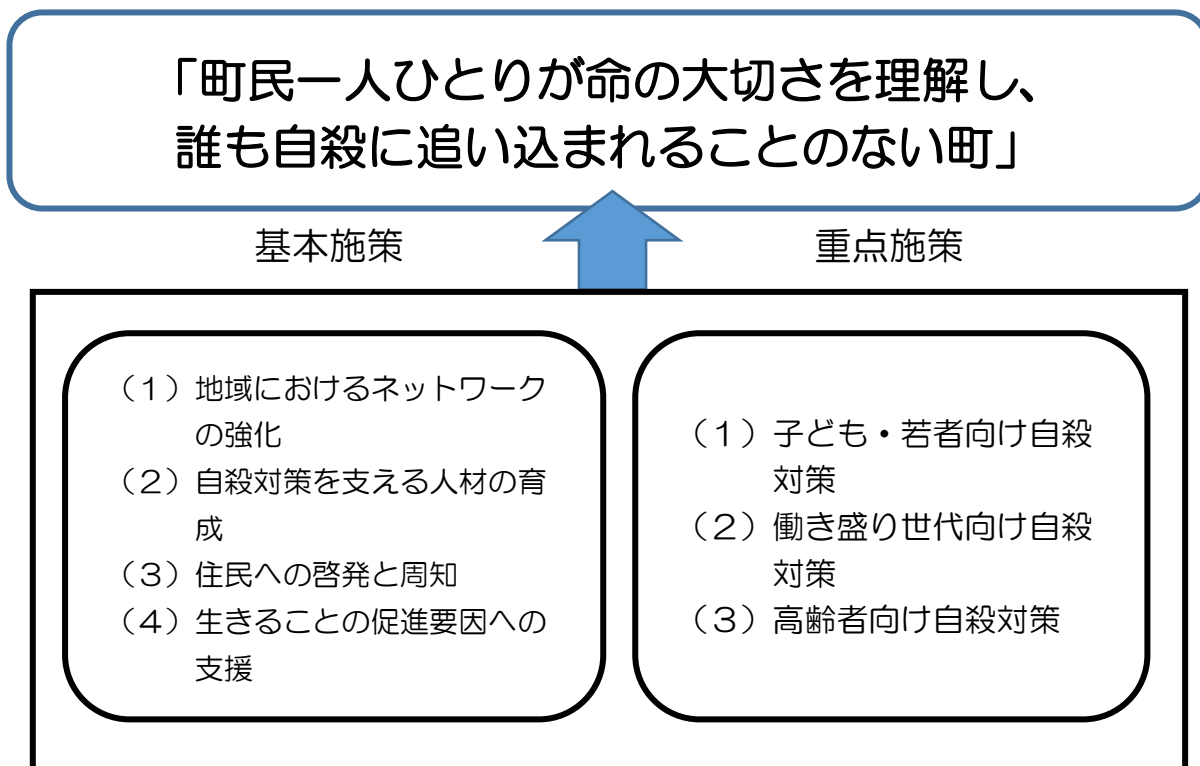 「町民一人ひとりが命の大切さを理解し、
誰も自殺に追い込まれることのない町」
基本施策
重点施策
（１）地域におけるネットワーク
の強化
（２）自殺対策を支える人材の育
成
（３）住民への啓発と周知
（４）生きることの促進要因への
支援
（１）子ども・若者向け自殺
対策
（２）働き盛り世代向け自殺
対策
（３）高齢者向け自殺対策